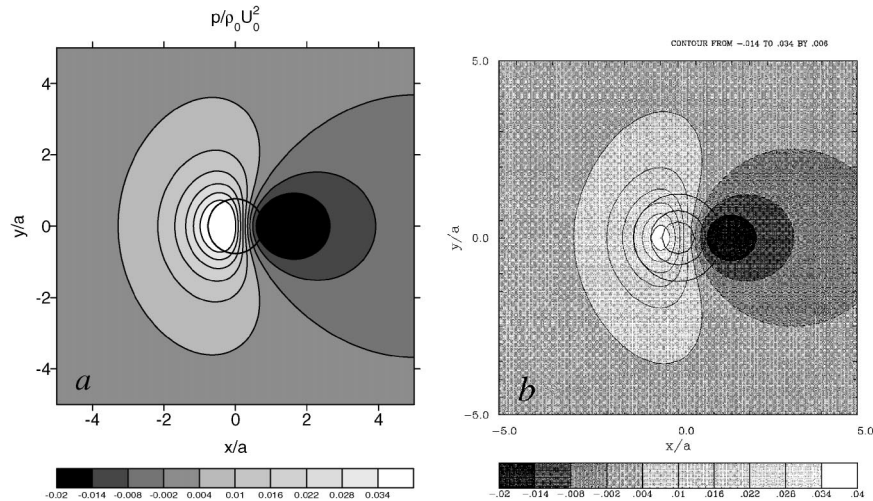 p/ρ₀U₀²
4
2
0
-2
-4
y/a
a
-4 -2 0 2 4
x/a
-0.02 -0.014 -0.008 -0.002 0.004 0.01 0.016 0.022 0.028 0.034
CONTOUR FROM -.014 TO .034 BY .006
5.0
0.0
-5.0
y/a
b
-5.0 0.0 5.0
x/a
-.02 -.014 -.008 -.002 .004 .01 .016 .022 .028 .034 .04